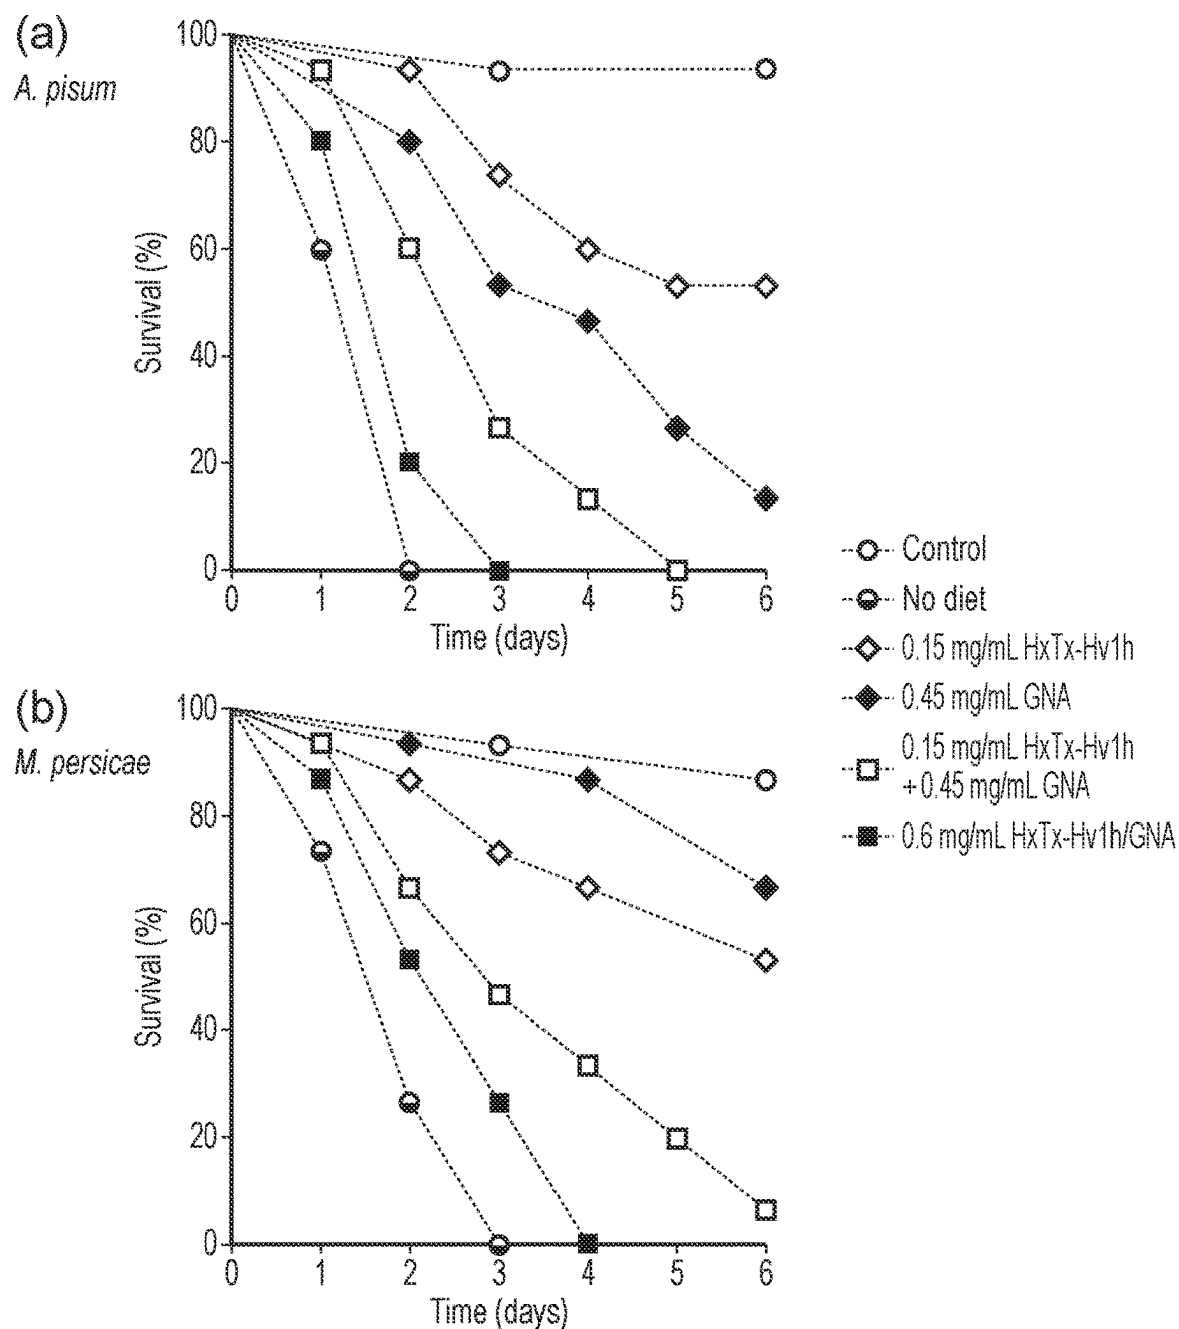 (a)
A. pisum
100
80
60
40
20
0
Survival (%)
0 1 2 3 4 5 6
Time (days)
Control
No diet
0.15 mg/mL HxTx-Hv1h
0.45 mg/mL GNA
0.15 mg/mL HxTx-Hv1h
+0.45 mg/mL GNA
0.6 mg/mL HxTx-Hv1h/GNA
(b)
M. persicae
100
80
60
40
20
0
Survival (%)
0 1 2 3 4 5 6
Time (days)